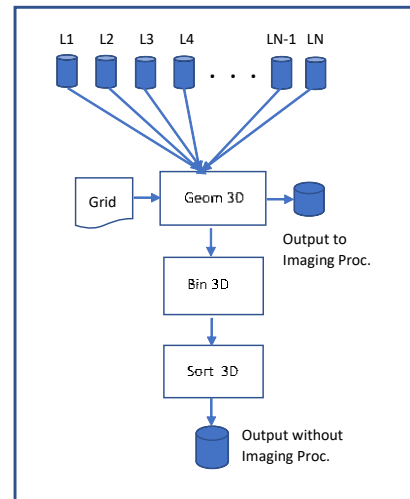 L1 L2 L3 L4 LN-1 LN
. . .
Grid
Geom 3D
Output to
Imaging Proc.
Bin 3D
Sort 3D
Output without
Imaging Proc.